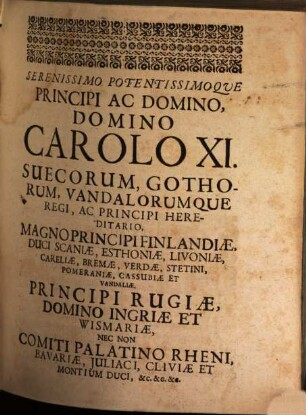 SERENISSIMO POTENTISSIMOQVE
PRINCIPI AC DOMINO,
DOMINO
CAROLO XI.
SUECORUM, GOTHO-
RUM, VANDALORUMQUE
REGI, AC PRINCIPI HERE-
DITARIO,
MAGNO PRINCIPI FINLANDIÆ,
DUCI SCANIÆ, ESTHONIÆ, LIVONIÆ,
CARELIÆ, BREMÆ, VERDÆ, STETINI,
POMERANIÆ, CASSUBIÆ ET
VANDALIÆ,
PRINCIPI RUGIÆ,
DOMINO INGRIÆ ET
WISMARIÆ,
NEC NON
COMITI PALATINO RHENI,
BAVARIÆ, JULIACI, CLIVIÆ ET
MONTIUM DUCI, &c. &c. &c.